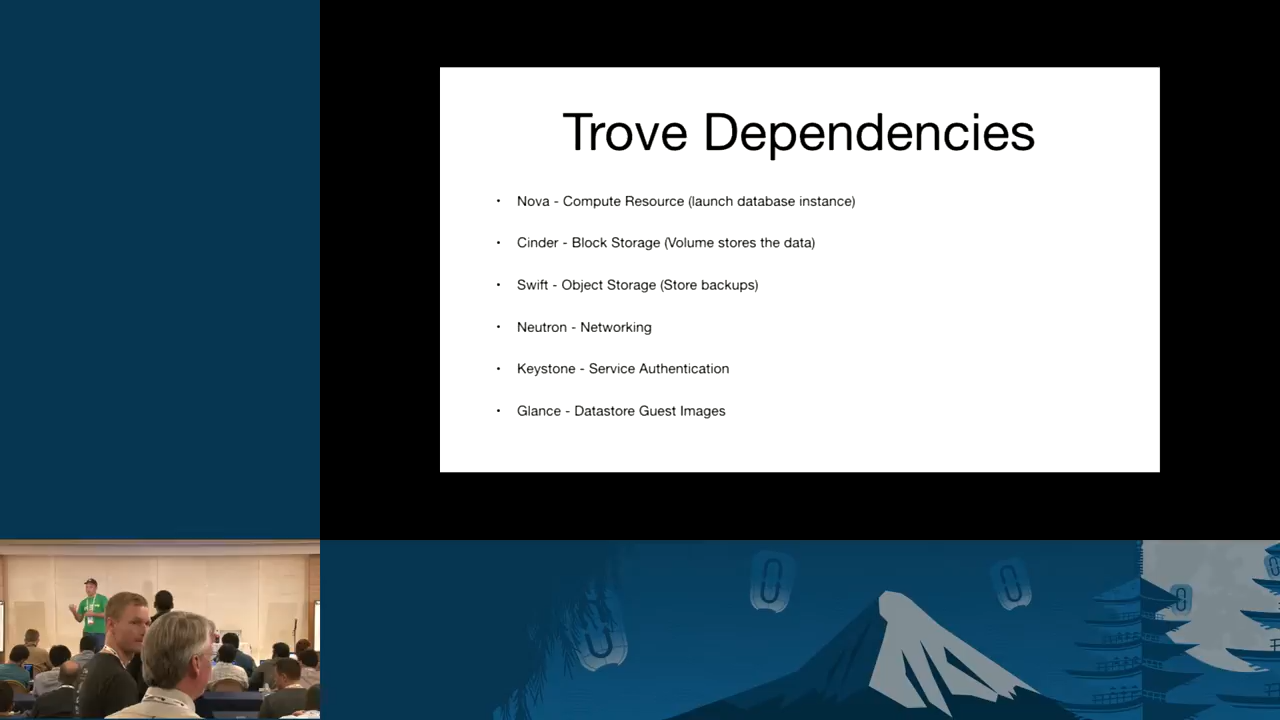 Trove Dependencies
• Nova - Compute Resource (launch database instance)
• Cinder - Block Storage (Volume stores the data)
• Swift - Object Storage (Store backups)
• Neutron - Networking
• Keystone - Service Authentication
• Glance - Datastore Guest Images